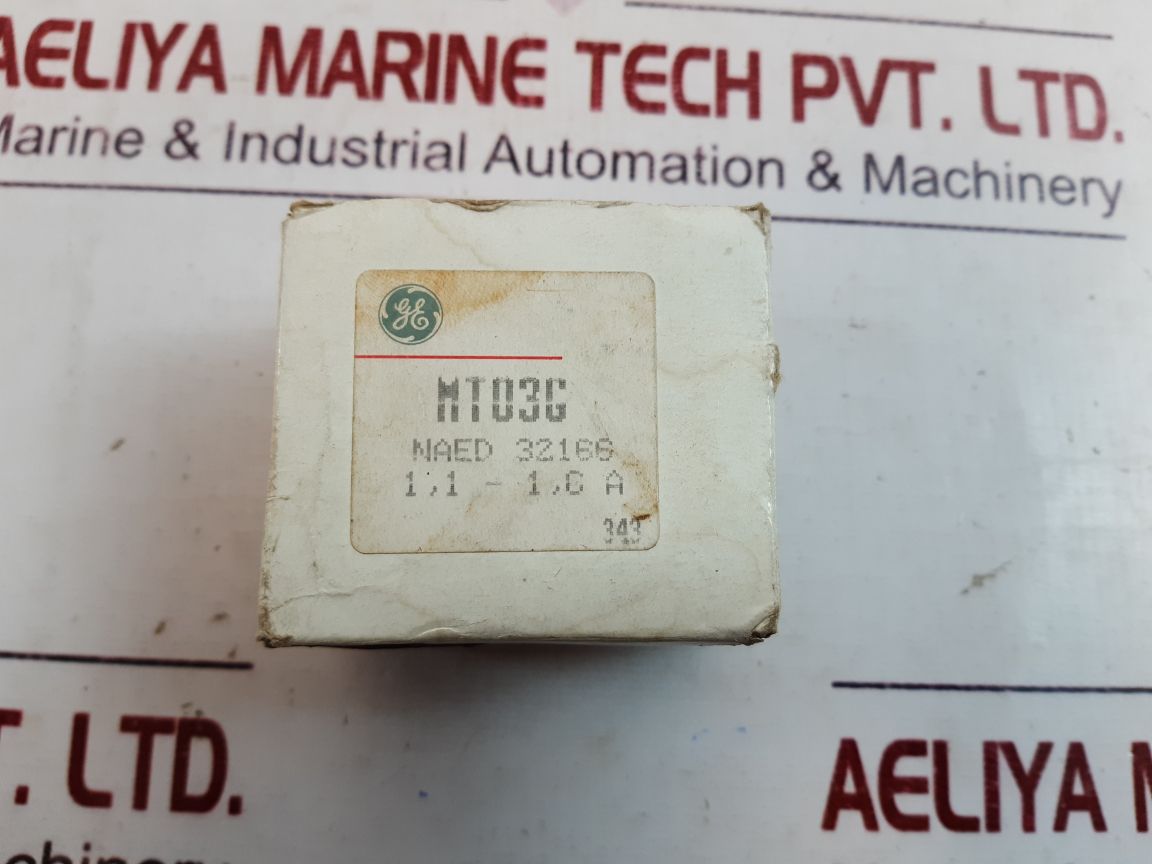 AELIYA MARINE TECH PVT. LTD.
Marine & Industrial Automation & Machinery
GE
MT03G
NAED 32166
1,1 - 1,6 A
343
T. LTD.
AELIYA M